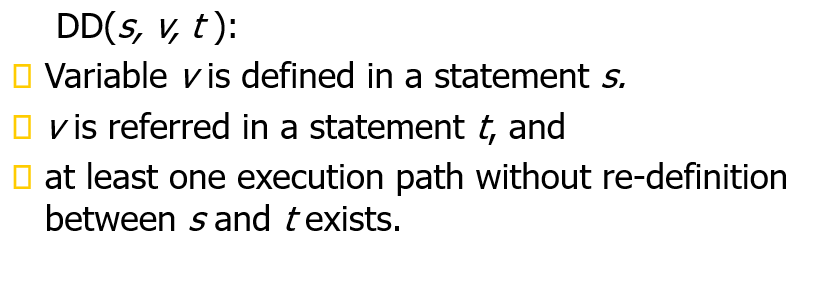 DD(s, v, t ):
Variable v is defined in a statement s.
v is referred in a statement t, and
at least one execution path without re-definition
between s and t exists.